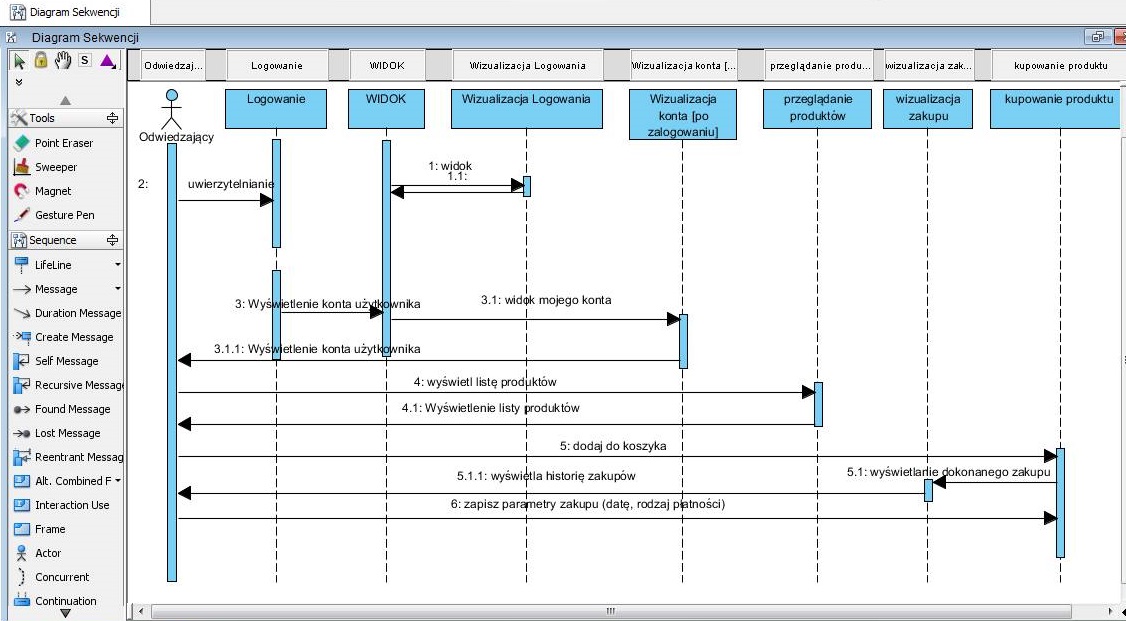 Diagram Sekwencji
Diagram Sekwencji
S
Odwiedzaj...
Logowanie
WIDOK
Wizualizacja Logowania
Wizualizacja konta [...
przeglądanie produ...
wizualizacja zak...
kupowanie produktu
Tools
Point Eraser
Sweeper
Magnet
Gesture Pen
Sequence
LifeLine
Message
Duration Message
Create Message
Self Message
Recursive Messag
Found Message
Lost Message
Reentrant Messag
Alt. Combined F
Interaction Use
Frame
Actor
Concurrent
Continuation
Odwiedzający
Logowanie
WIDOK
Wizualizacja Logowania
Wizualizacja
konta [po
zalogowaniu]
przeglądanie
produktów
wizualizacja
zakupu
kupowanie produktu
1: widok
1.1:
2: uwierzytelnianie
3: Wyświetlenie konta użytkownika
3.1: widok mojego konta
3.1.1: Wyświetlenie konta użytkownika
4: wyświetl listę produktów
4.1: Wyświetlenie listy produktów
5: dodaj do koszyka
5.1: wyświetlanie dokonanego zakupu
5.1.1: wyświetla historię zakupów
6: zapisz parametry zakupu (datę, rodzaj płatności)